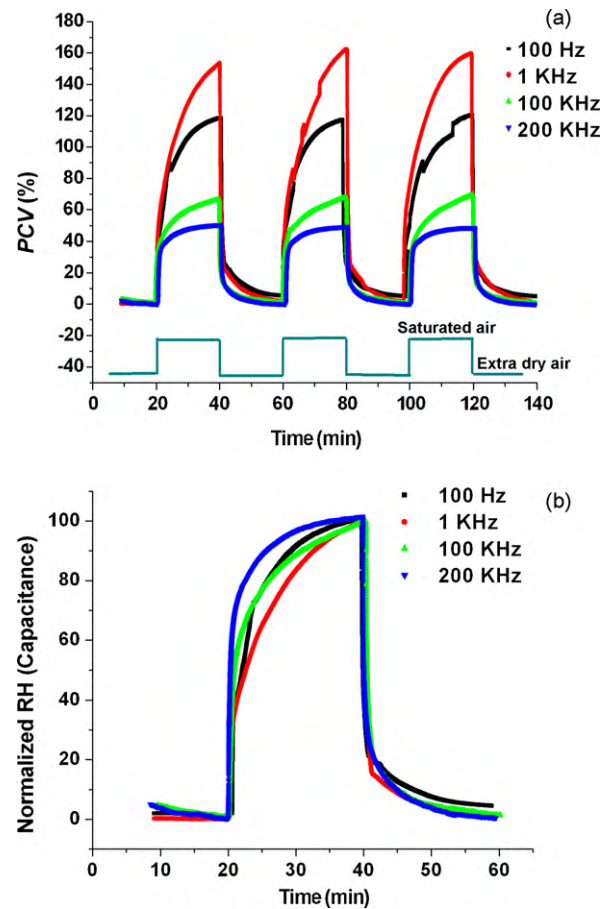 (a)
100 Hz
1 KHz
100 KHz
200 KHz
PCV (%)
180
160
140
120
100
80
60
40
20
0
-20
-40
Saturated air
Extra dry air
0 20 40 60 80 100 120 140
Time (min)
(b)
100 Hz
1 KHz
100 KHz
200 KHz
Normalized RH (Capacitance)
100
80
60
40
20
0
0 10 20 30 40 50 60
Time (min)